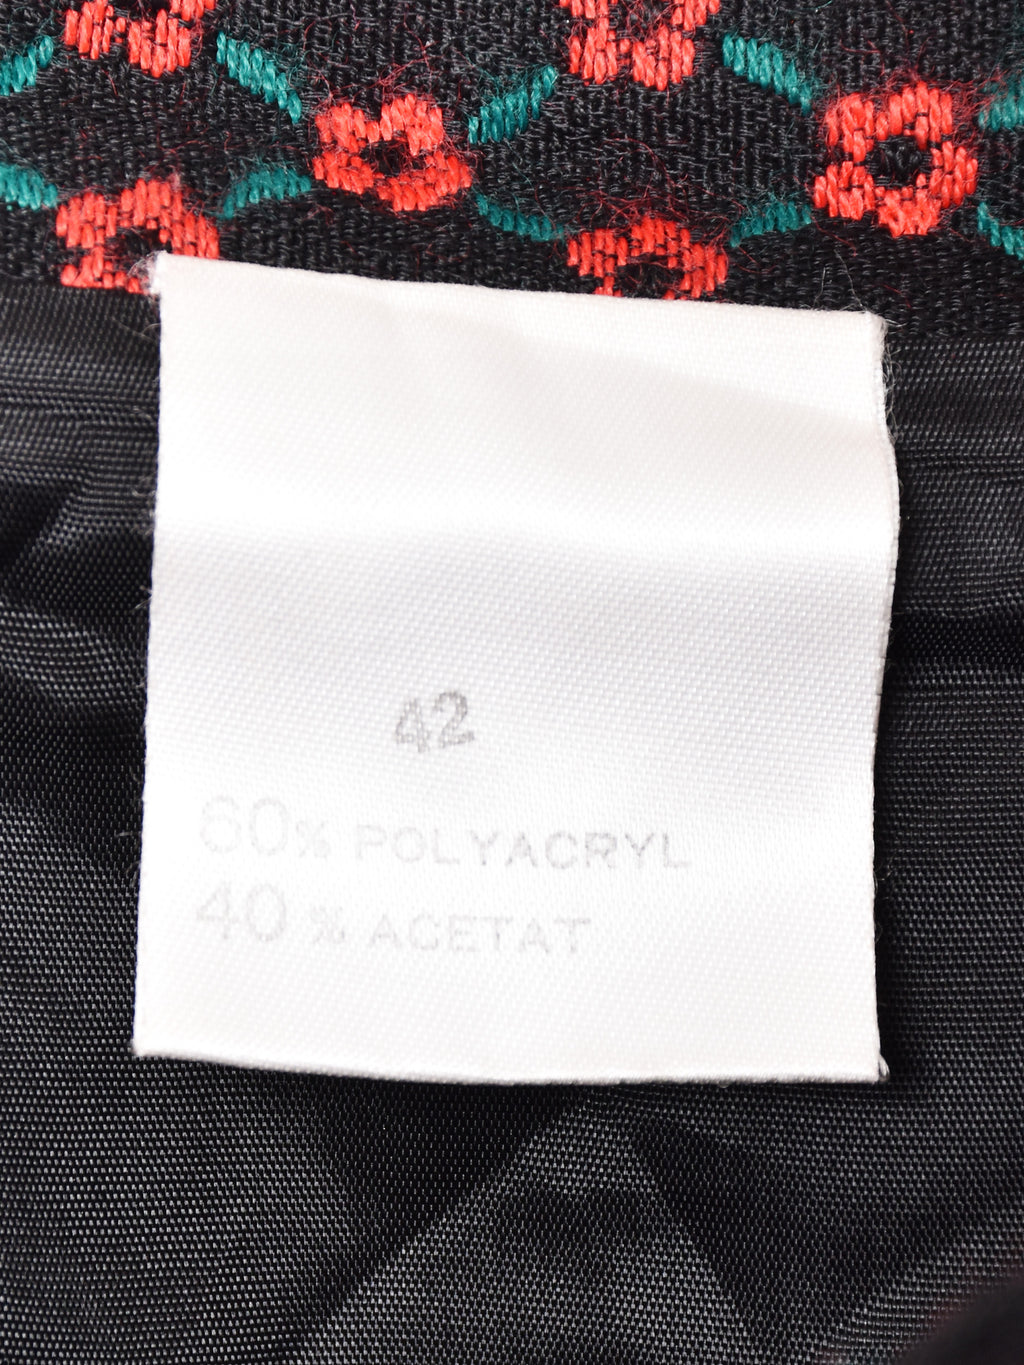 42
60% POLYACRYL
40% ACETAT